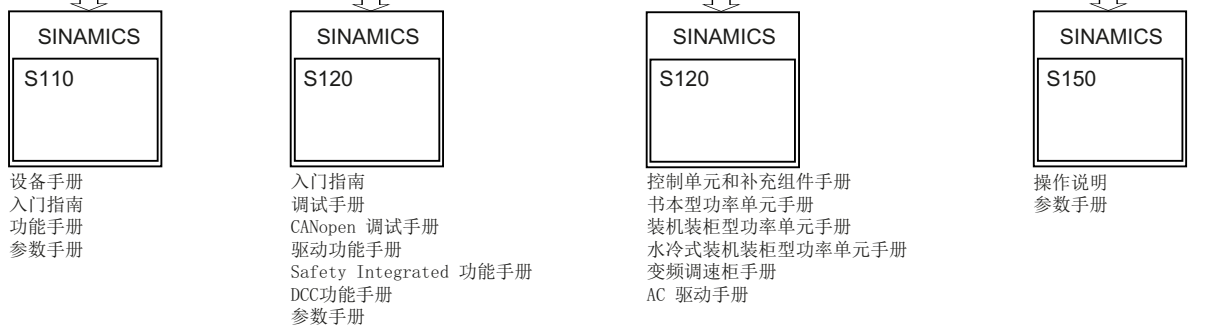 SINAMICS
S110
设备手册
入门指南
功能手册
参数手册
SINAMICS
S120
入门指南
调试手册
CANopen 调试手册
驱动功能手册
Safety Integrated 功能手册
DCC功能手册
参数手册
SINAMICS
S120
控制单元和补充组件手册
书本型功率单元手册
装机装柜型功率单元手册
水冷式装机装柜型功率单元手册
变频调速柜手册
AC 驱动手册
SINAMICS
S150
操作说明
参数手册